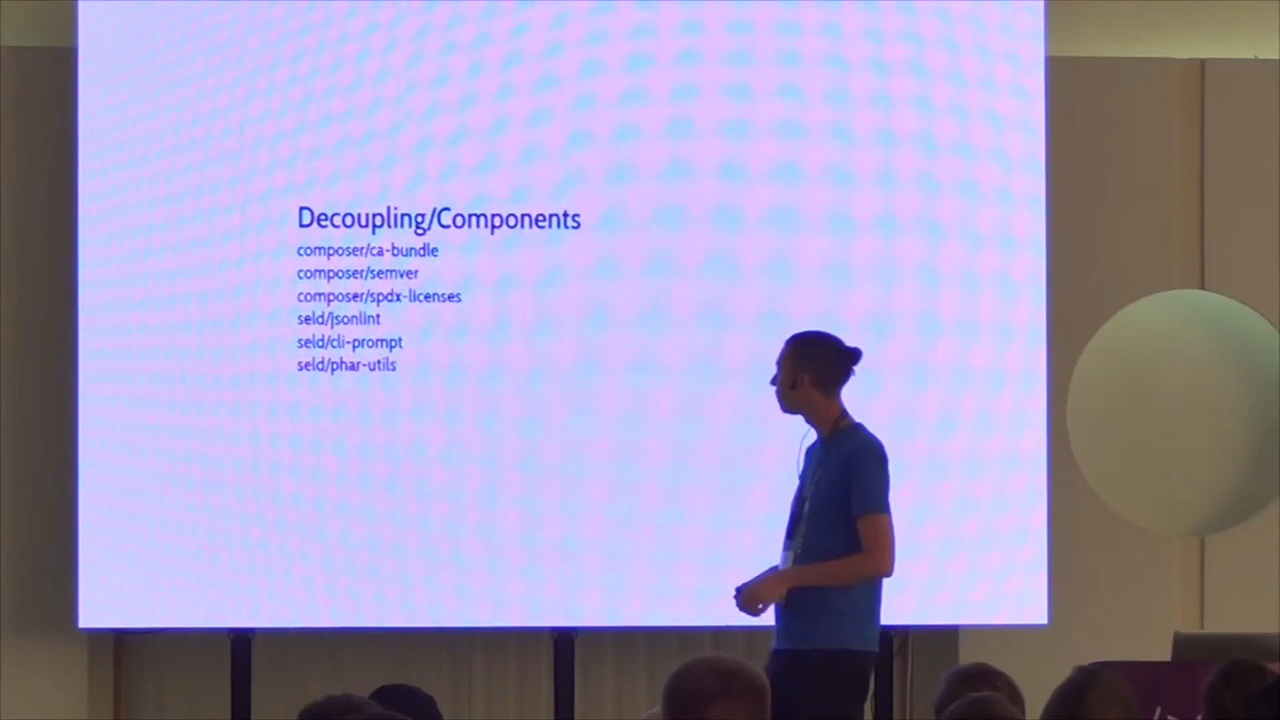 Decoupling/Components
composer/ca-bundle
composer/semver
composer/spdx-licenses
seld/jsonlint
seld/cli-prompt
seld/phar-utils